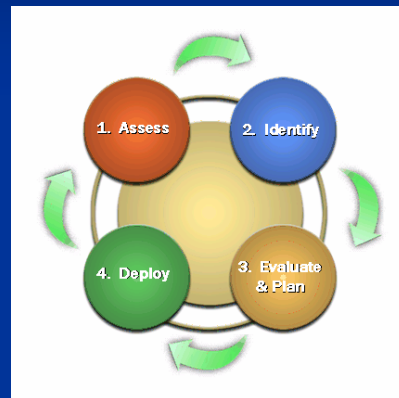 1. Assess
2. Identify
3. Evaluate
& Plan
4. Deploy